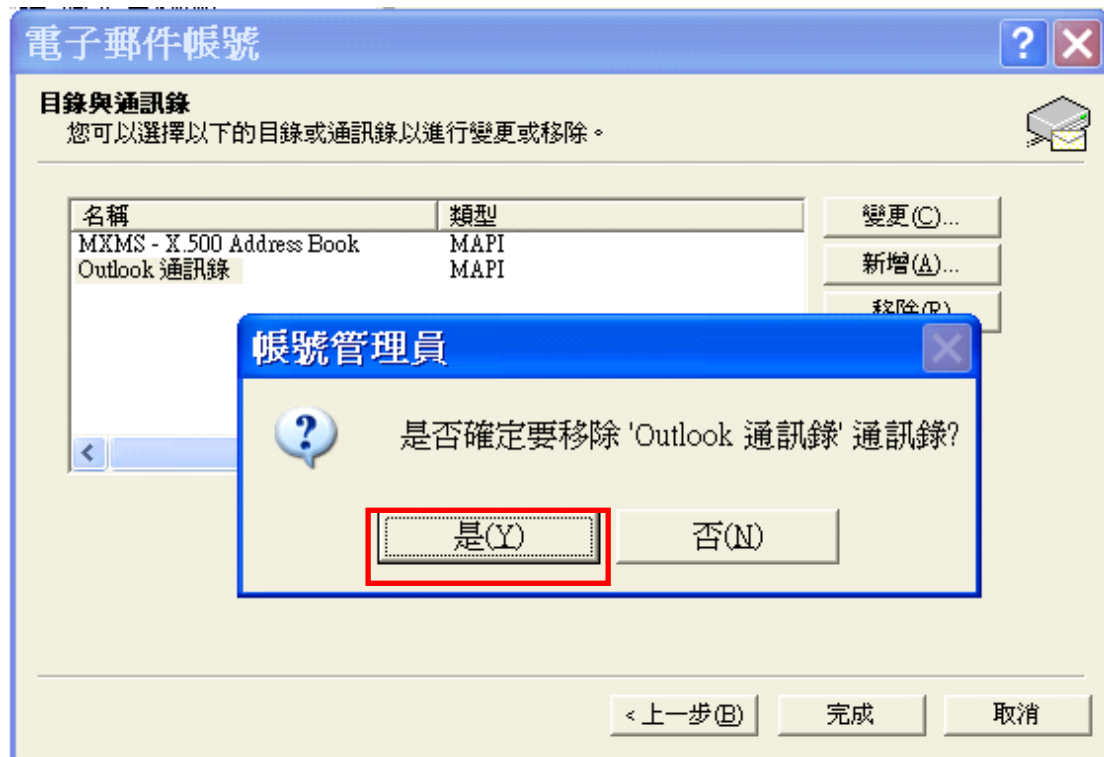 電子郵件帳號
目錄與通訊錄
您可以選擇以下的目錄或通訊錄以進行變更或移除。
名稱 類型
MXMS - X.500 Address Book MAPI
Outlook 通訊錄 MAPI
變更(C)...
新增(A)...
移除(R)
帳號管理員
是否確定要移除 'Outlook 通訊錄' 通訊錄?
是(Y) 否(N)
<上一步(B) 完成 取消